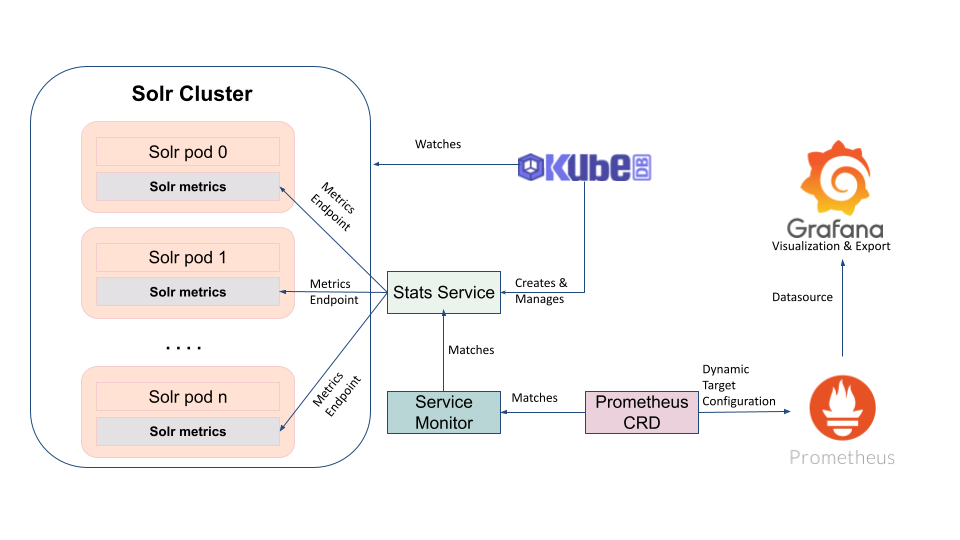 Solr Cluster
Solr pod 0
Solr metrics
Solr pod 1
Solr metrics
. . . .
Solr pod n
Solr metrics
Watches
KubeDB
Metrics
Endpoint
Metrics
Endpoint
Metrics
Endpoint
Stats Service
Creates &
Manages
Matches
Service
Monitor
Matches
Prometheus
CRD
Dynamic
Target
Configuration
Grafana
Visualization & Export
Datasource
Prometheus